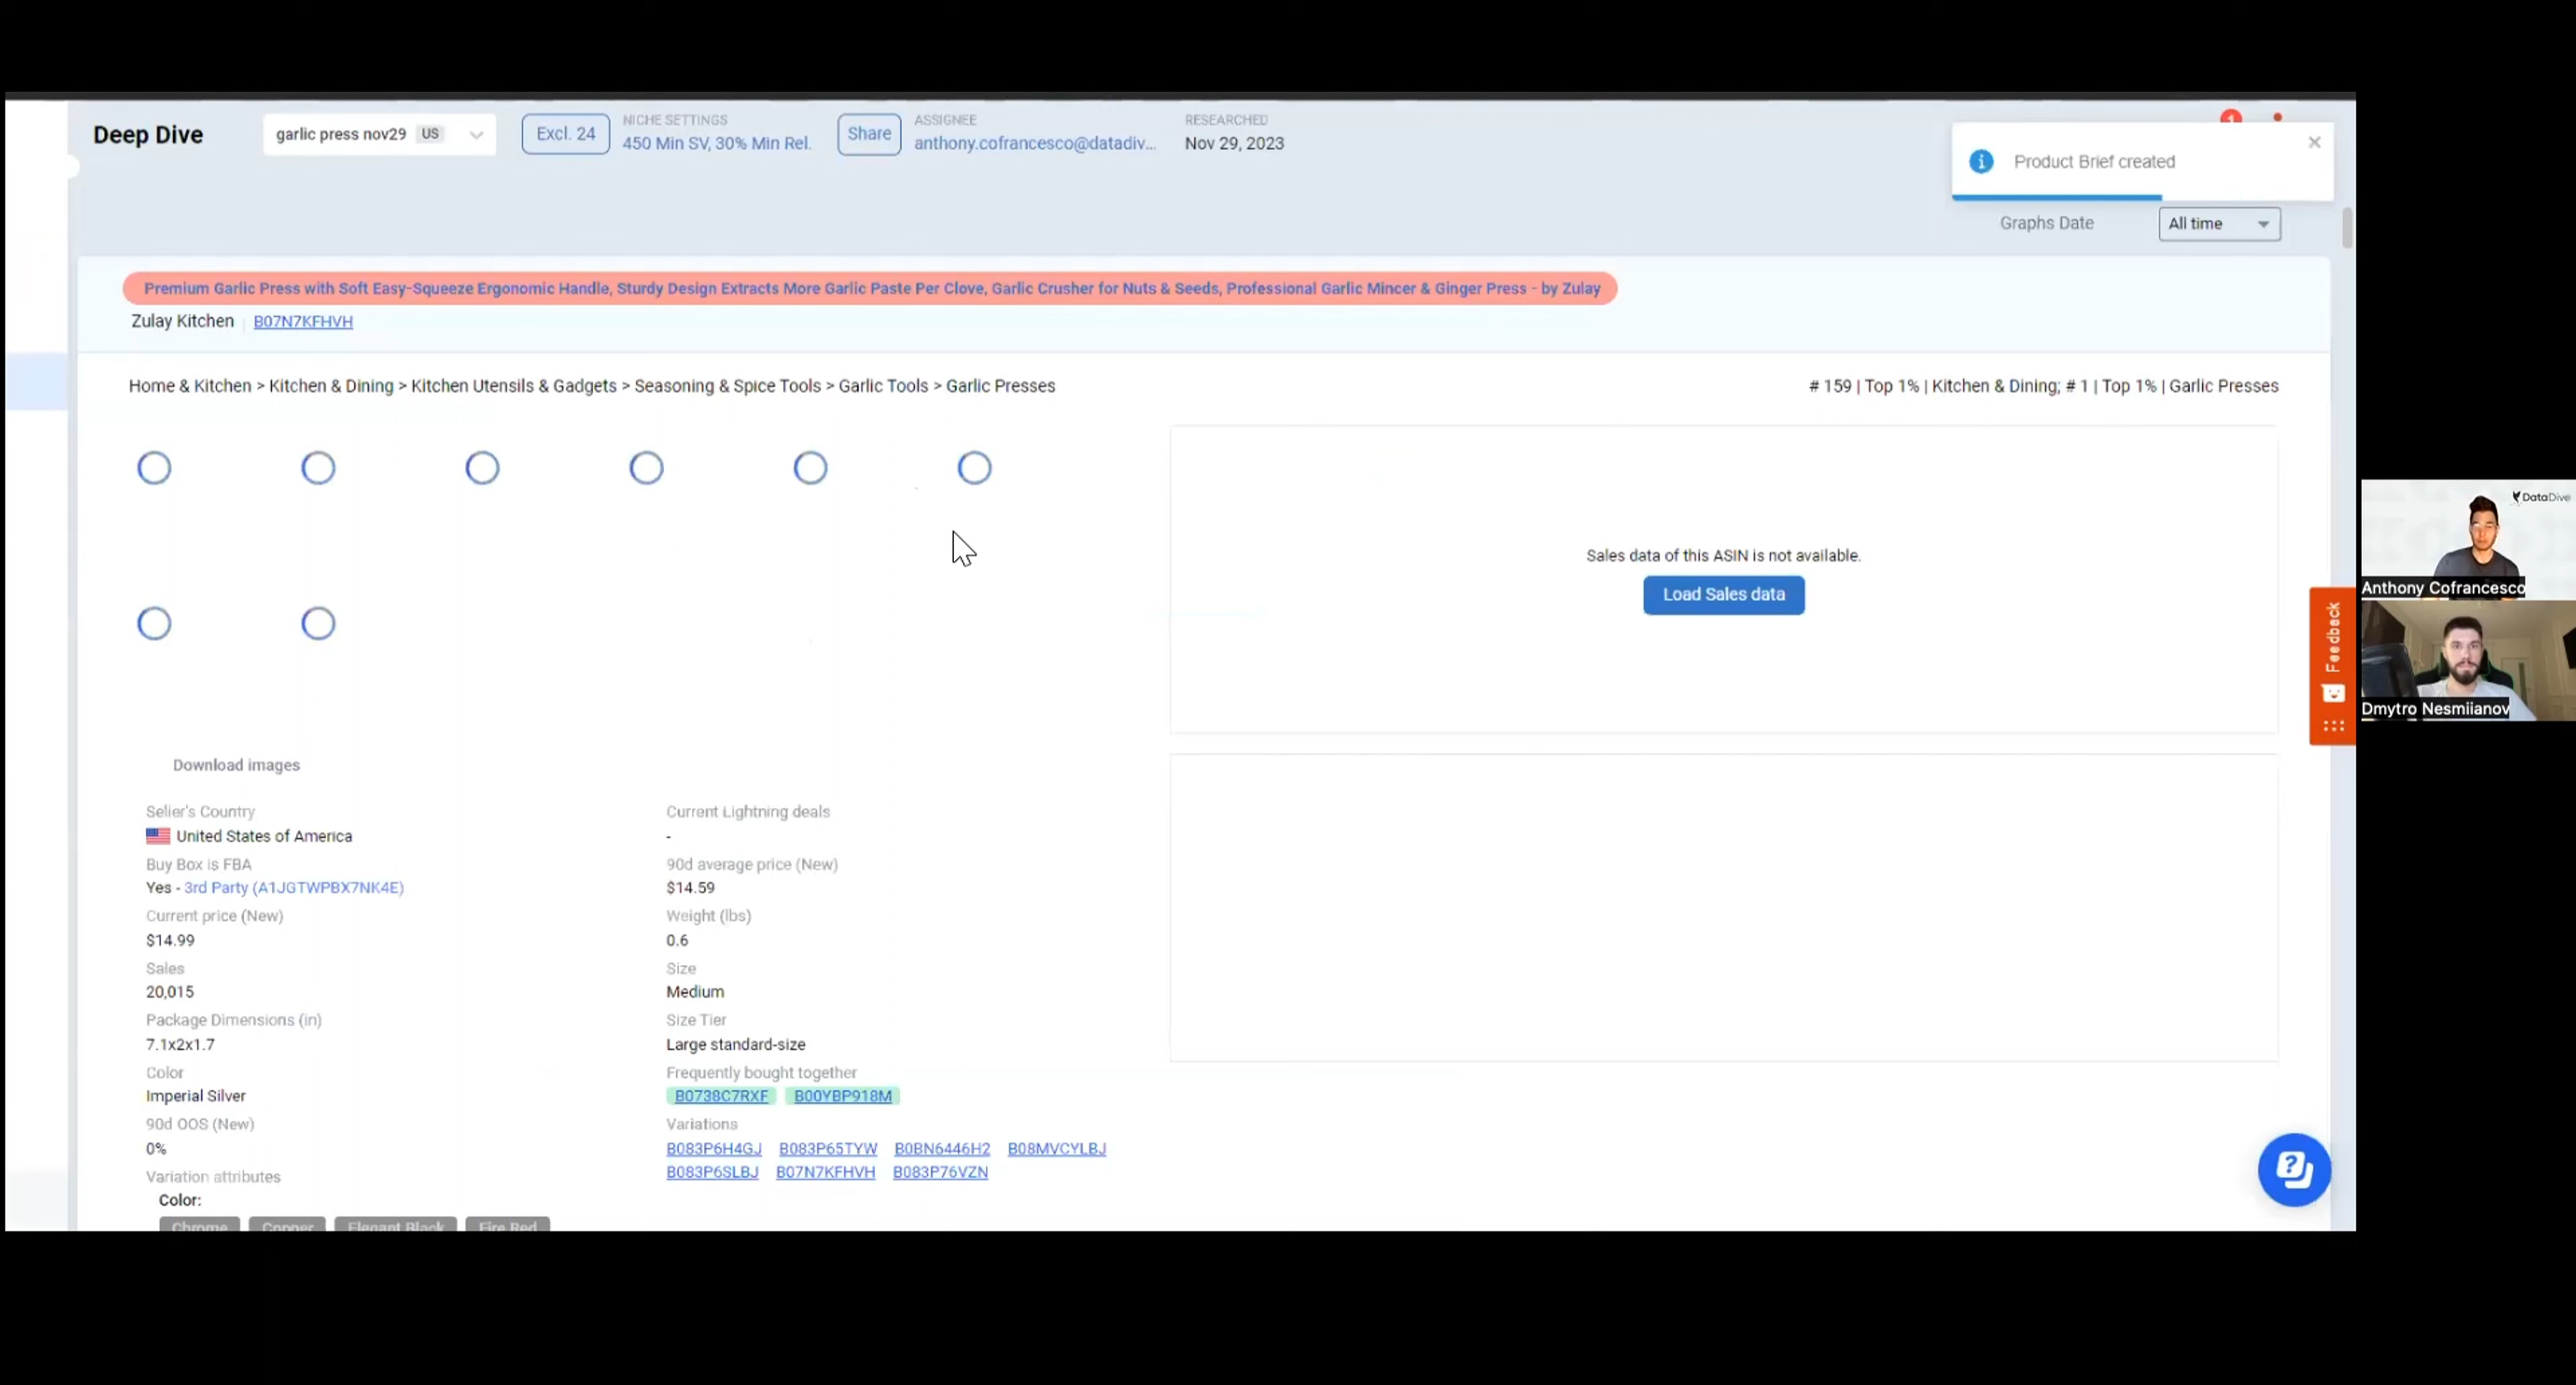 Deep Dive
garlic press nov29 US
Excl. 24
NICHE SETTINGS
450 Min SV, 30% Min Rel.
Share
ASSIGNEE
anthony.cofrancesco@datadiv...
RESEARCHED
Nov 29, 2023
1
Product Brief created
Graphs Date
All time
Premium Garlic Press with Soft Easy-Squeeze Ergonomic Handle, Sturdy Design Extracts More Garlic Paste Per Clove, Garlic Crusher for Nuts & Seeds, Professional Garlic Mincer & Ginger Press - by Zulay
Zulay Kitchen B07N7KFHVH
Home & Kitchen > Kitchen & Dining > Kitchen Utensils & Gadgets > Seasoning & Spice Tools > Garlic Tools > Garlic Presses
# 159 | Top 1% | Kitchen & Dining; # 1 | Top 1% | Garlic Presses
Sales data of this ASIN is not available.
Load Sales data
Download images
Seller's Country
United States of America
Buy Box is FBA
Yes - 3rd Party (A1JGTWPBX7NK4E)
Current price (New)
$14.99
Sales
20,015
Package Dimensions (in)
7.1x2x1.7
Color
Imperial Silver
90d OOS (New)
0%
Variation attributes
Color:
Chrome Copper Elegant Black Fire Red
Current Lightning deals
-
90d average price (New)
$14.59
Weight (lbs)
0.6
Size
Medium
Size Tier
Large standard-size
Frequently bought together
B0738C7RXF B00YBP918M
Variations
B083P6H4GJ B083P65TYW B0BN6446H2 B08MVCYLBJ
B083P6SLBJ B07N7KFHVH B083P76VZN
Feedback
DataDive
Anthony Cofrancesco
Dmytro Nesmiianov